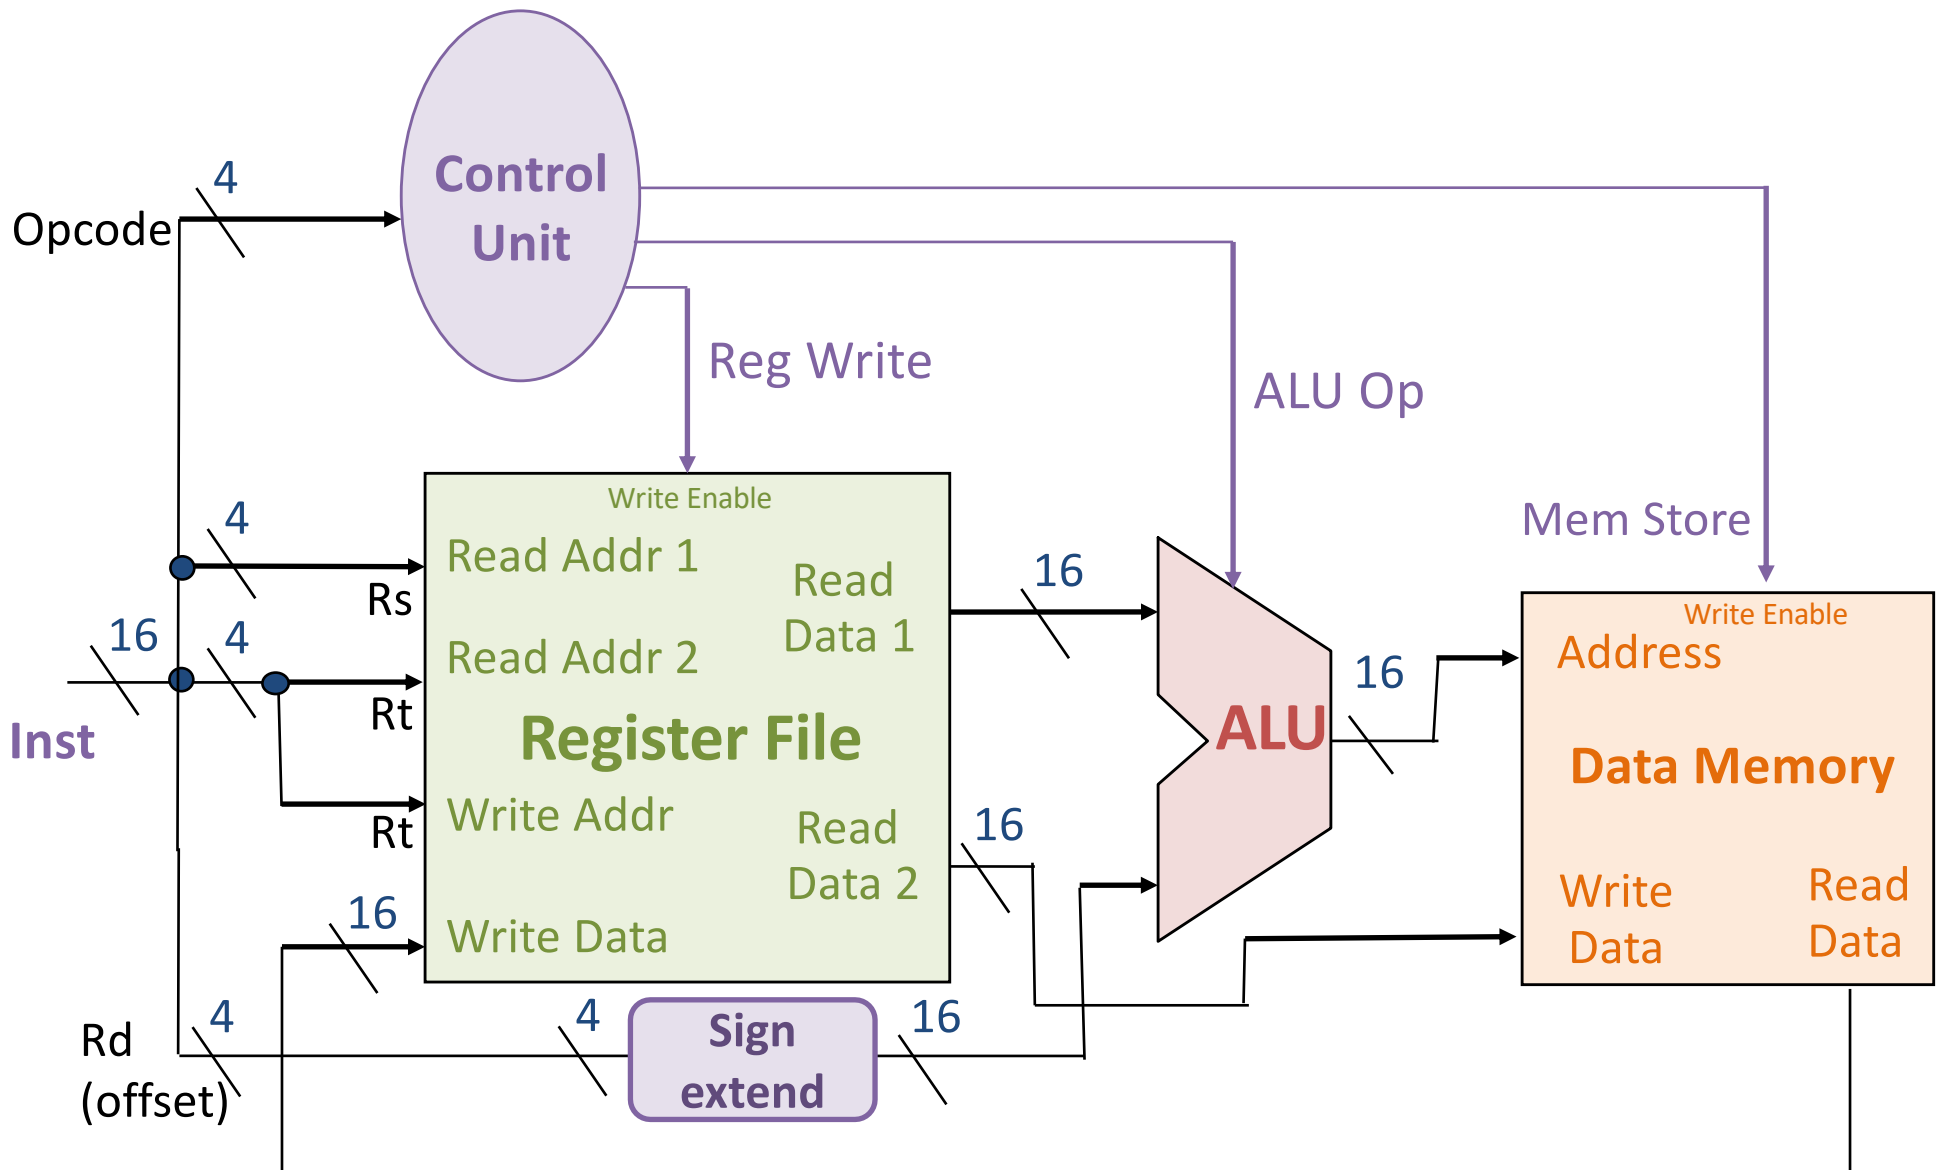 4
Opcode
Control
Unit
Reg Write
ALU Op
Mem Store
4
Rs
16
4
Rt
Inst
Rt
16
Write Enable
Read Addr 1
Read
Data 1
Read Addr 2
Register File
Write Addr
Read
Data 2
Write Data
16
16
ALU
16
Write Enable
Address
Data Memory
Write
Data
Read
Data
Rd
(offset)
4
4
Sign
extend
16